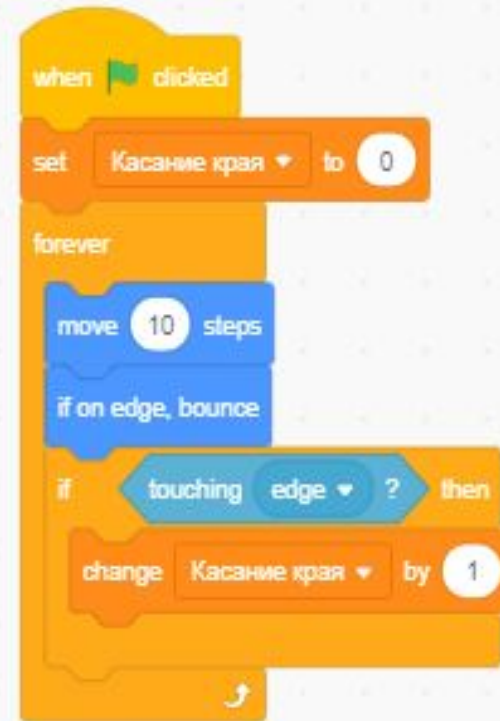 when clicked
set Касание края to 0
forever
move 10 steps
if on edge, bounce
if touching edge ? then
change Касание края by 1